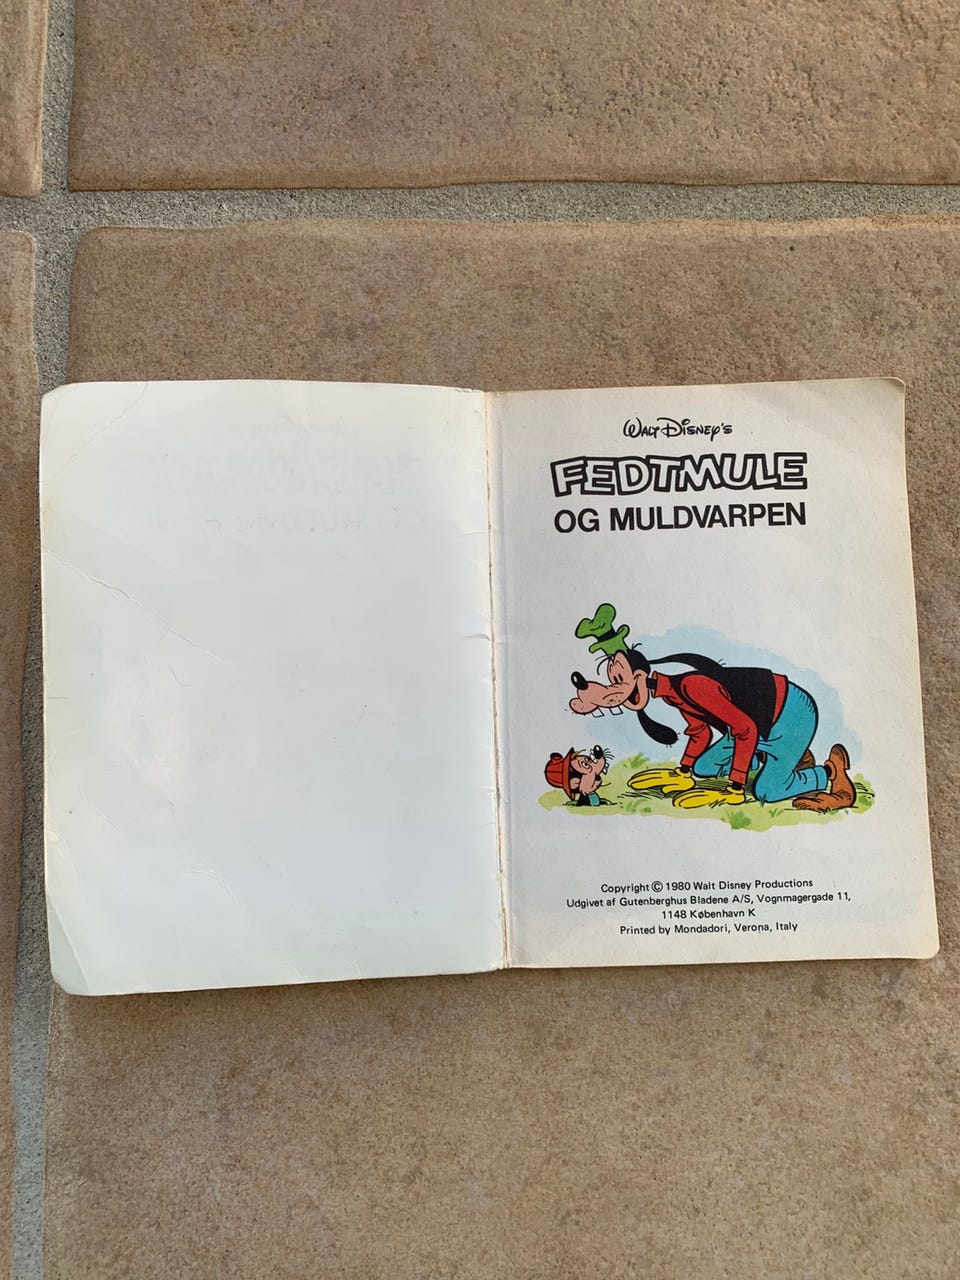 Walt Disney's
FEDTMULE
OG MULDVARPEN
Copyright © 1980 Walt Disney Productions
Udgivet af Gutenberghus Bladene A/S, Vognmagergade 11,
1148 København K
Printed by Mondadori, Verona, Italy